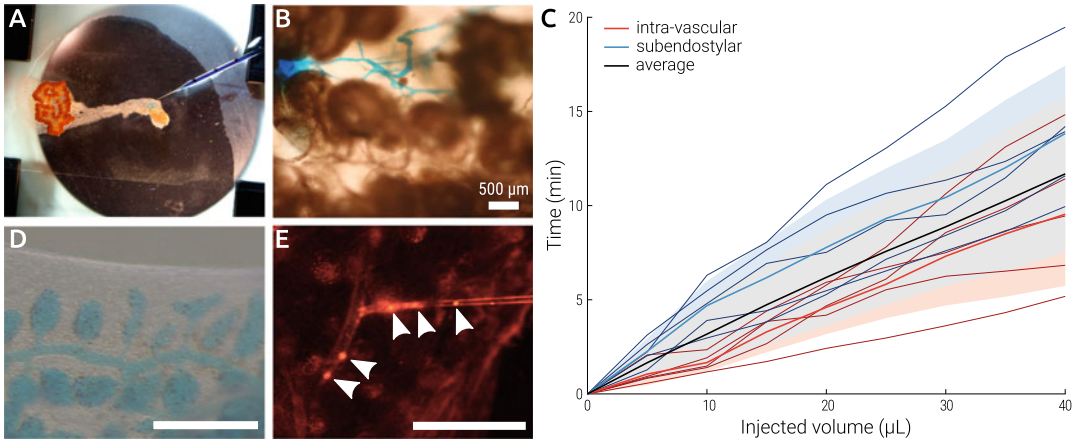 A
B
500 µm
D
E
C
intra-vascular
subendostylar
average
20
15
10
5
0
Time (min)
0
10
20
30
40
Injected volume (µL)